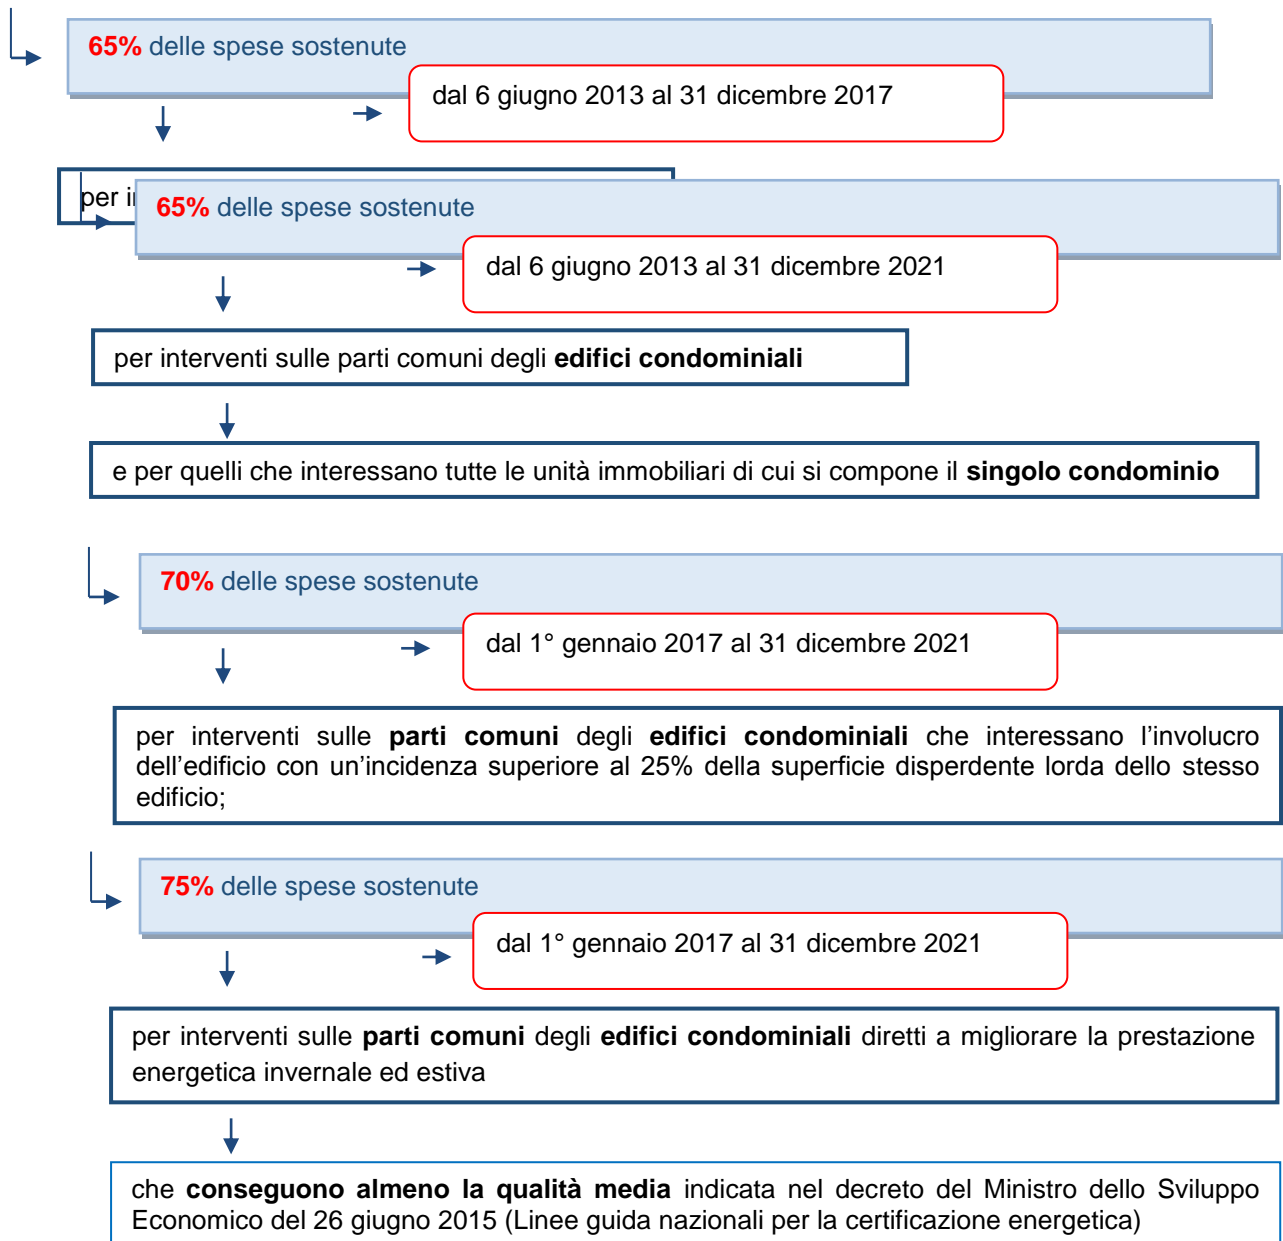 65% delle spese sostenute
dal 6 giugno 2013 al 31 dicembre 2017
per
65% delle spese sostenute
dal 6 giugno 2013 al 31 dicembre 2021
per interventi sulle parti comuni degli edifici condominiali
e per quelli che interessano tutte le unità immobiliari di cui si compone il singolo condominio
70% delle spese sostenute
dal 1° gennaio 2017 al 31 dicembre 2021
per interventi sulle parti comuni degli edifici condominiali che interessano l’involucro
dell’edificio con un’incidenza superiore al 25% della superficie disperdente lorda dello stesso
edificio;
75% delle spese sostenute
dal 1° gennaio 2017 al 31 dicembre 2021
per interventi sulle parti comuni degli edifici condominiali diretti a migliorare la prestazione
energetica invernale ed estiva
che conseguono almeno la qualità media indicata nel decreto del Ministro dello Sviluppo
Economico del 26 giugno 2015 (Linee guida nazionali per la certificazione energetica)